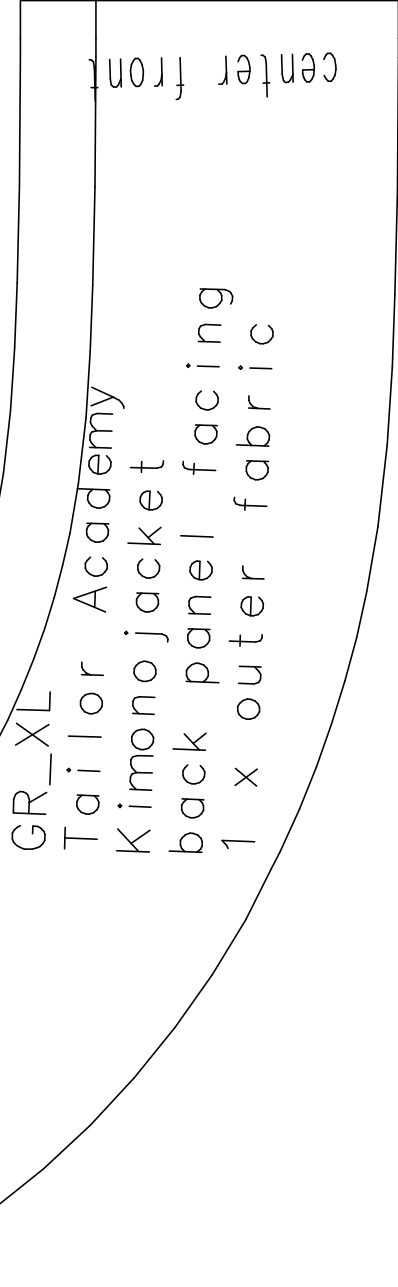 center front
GR_XL
Tailor Academy
Kimonojacket
back panel facing
1 x outer fabric